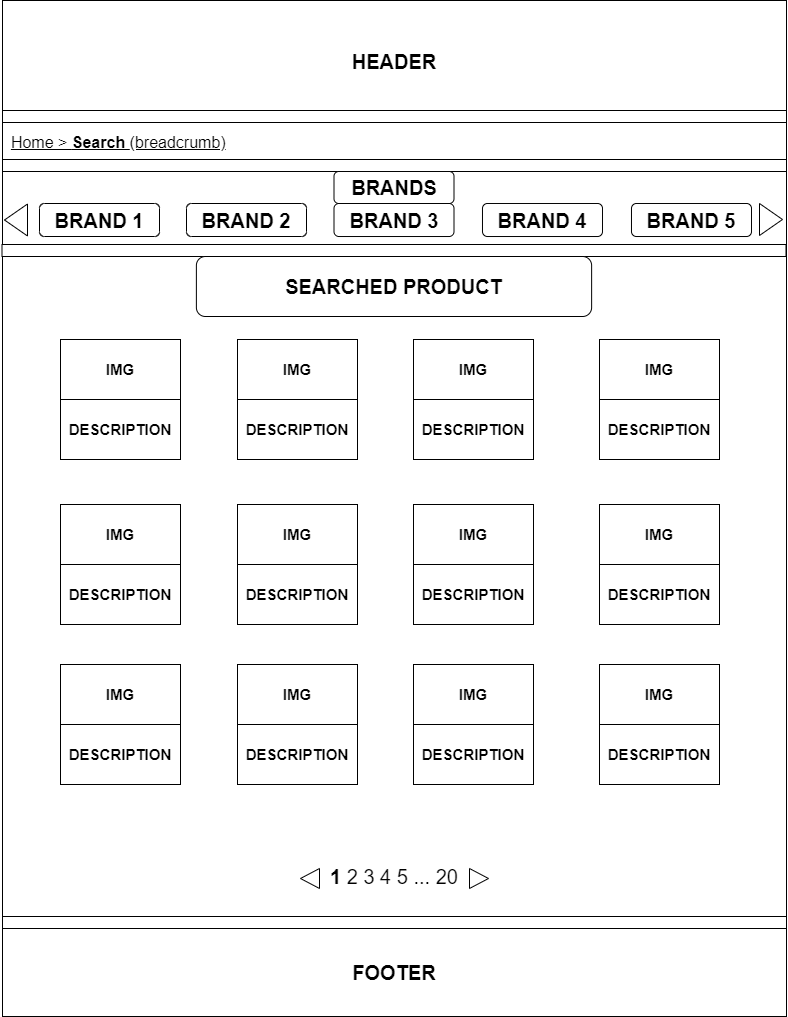 HEADER
Home > Search (breadcrumb)
BRANDS
BRAND 1 BRAND 2 BRAND 3 BRAND 4 BRAND 5
SEARCHED PRODUCT
IMG IMG IMG IMG
DESCRIPTION DESCRIPTION DESCRIPTION DESCRIPTION
IMG IMG IMG IMG
DESCRIPTION DESCRIPTION DESCRIPTION DESCRIPTION
IMG IMG IMG IMG
DESCRIPTION DESCRIPTION DESCRIPTION DESCRIPTION
1 2 3 4 5 ... 20
FOOTER